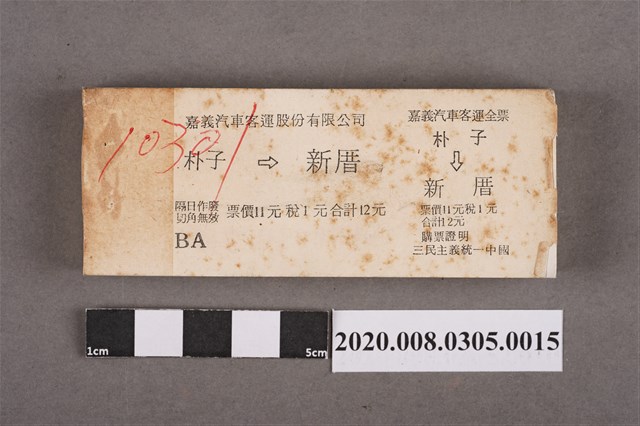 嘉義汽車客運股份有限公司
10301
朴子 ⇨ 新厝
隔日作廢
切角無效
票價11元 稅1元 合計12元
BA
嘉義汽車客運全票
朴子
⇩
新厝
票價11元 稅1元
合計12元
購票證明
三民主義統一中國
1cm
5cm
2020.008.0305.0015